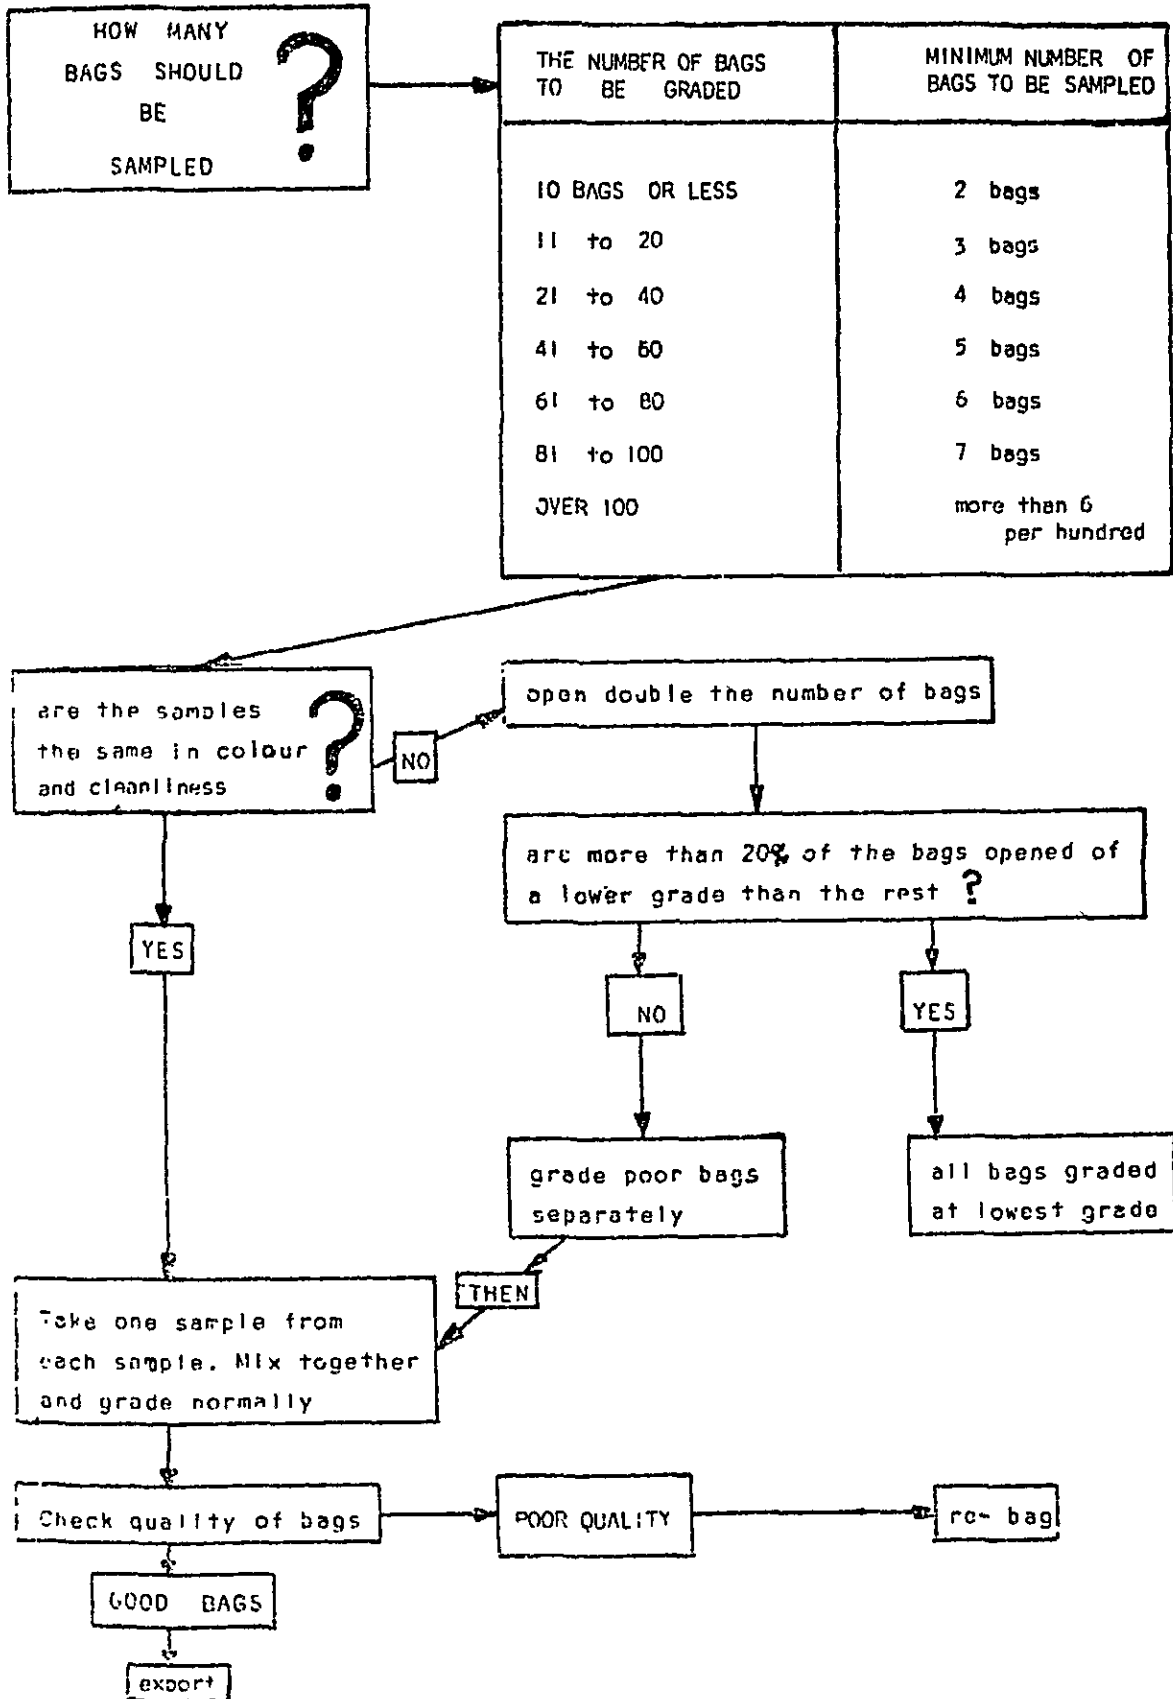 HOW MANY
BAGS SHOULD
BE
SAMPLED
?
THE NUMBER OF BAGS
TO BE GRADED
MINIMUM NUMBER OF
BAGS TO BE SAMPLED
10 BAGS OR LESS 2 bags
11 to 20 3 bags
21 to 40 4 bags
41 to 60 5 bags
61 to 80 6 bags
81 to 100 7 bags
OVER 100 more than 6
per hundred
are the samples
the same in colour
and cleanliness
?
NO
open double the number of bags
are more than 20% of the bags opened of
a lower grade than the rest ?
YES
NO
YES
grade poor bags
separately
all bags graded
at lowest grade
THEN
Take one sample from
each sample. Mix together
and grade normally
Check quality of bags
POOR QUALITY
re- bag
GOOD BAGS
export